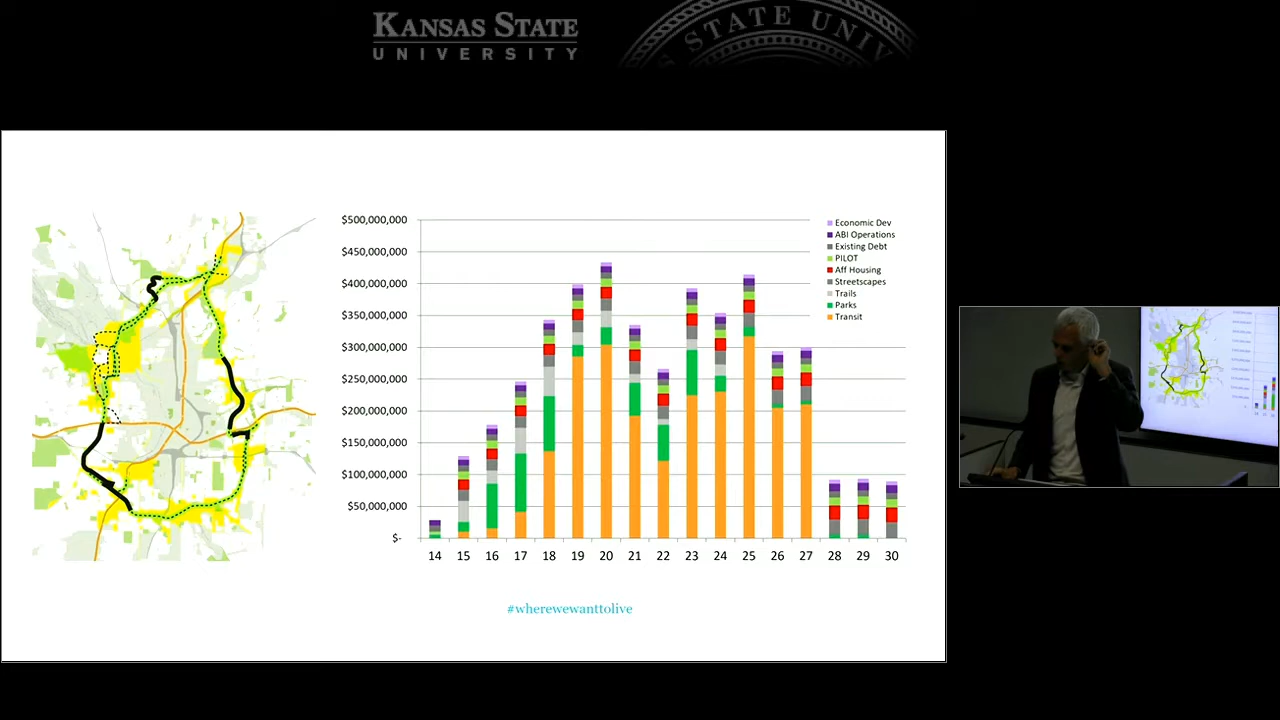 KANSAS STATE
UNIVERSITY
STATE UNIV
$500,000,000
$450,000,000
$400,000,000
$350,000,000
$300,000,000
$250,000,000
$200,000,000
$150,000,000
$100,000,000
$50,000,000
$-
14 15 16 17 18 19 20 21 22 23 24 25 26 27 28 29 30
Economic Dev
ABI Operations
Existing Debt
PILOT
Aff Housing
Streetscapes
Trails
Parks
Transit
#wherewewanttolive